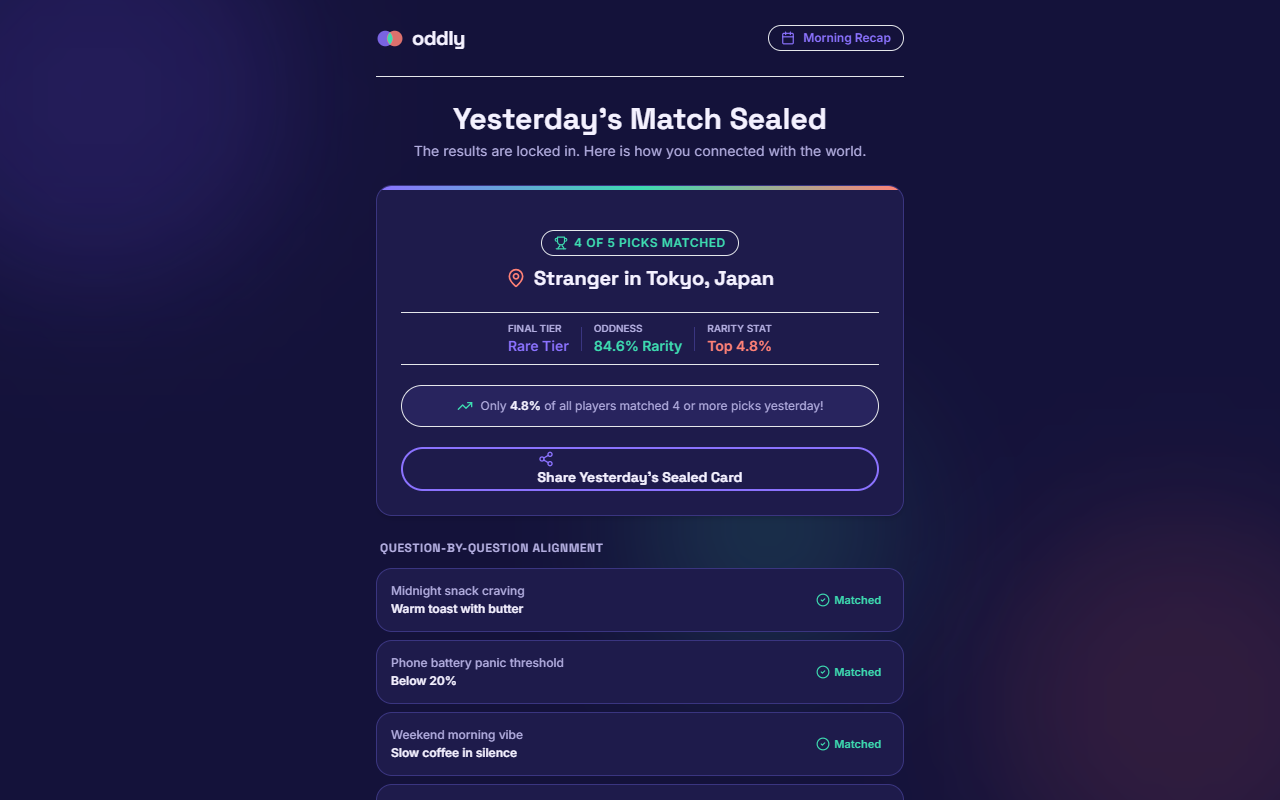 oddly
Morning Recap
Yesterday's Match Sealed
The results are locked in. Here is how you connected with the world.
4 OF 5 PICKS MATCHED
Stranger in Tokyo, Japan
FINAL TIER
Rare Tier
ODDNESS
84.6% Rarity
RARITY STAT
Top 4.8%
Only 4.8% of all players matched 4 or more picks yesterday!
Share Yesterday's Sealed Card
QUESTION-BY-QUESTION ALIGNMENT
Midnight snack craving
Warm toast with butter
Matched
Phone battery panic threshold
Below 20%
Matched
Weekend morning vibe
Slow coffee in silence
Matched